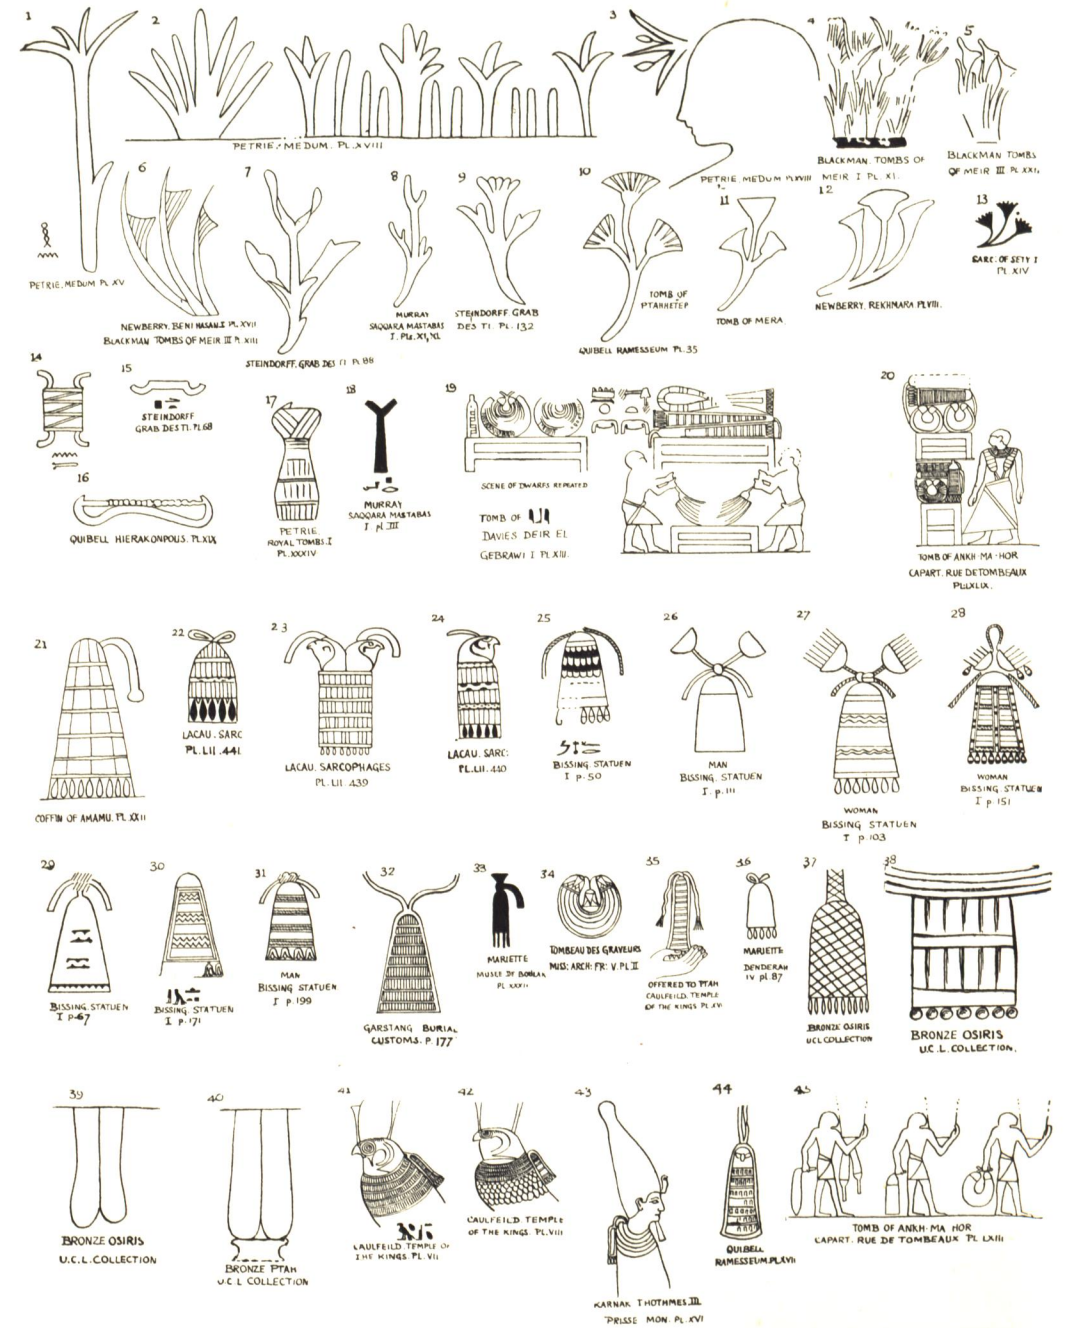 1
2
3
4
5
PETRIE. MEDUM. PL. XVIII
PETRIE. MEDUM PL XVIII
BLACKMAN. TOMBS OF
MEIR I PL. XI.
BLACKMAN TOMBS
OF MEIR III PL. XXI.
6
7
8
9
10
11
12
13
PETRIE. MEDUM PL XV
NEWBERRY. BENI HASAN. I PL. XVII
BLACKMAN TOMBS OF MEIR III PL XIII
STEINDORFF. GRAB DES TI PL 88
MURRAY
SAQQARA MASTABAS
I. PLS. XI, XL
STEINDORFF. GRAB
DES TI. PL. 132
TOMB OF
PTAHHETEP
QUIBELL RAMESSEUM PL. 35
TOMB OF MERA.
NEWBERRY. REKHMARA PL VIII.
SARC. OF SETY I
PL. XIV
14
15
STEINDORFF
GRAB DES TI. PL. 68
16
QUIBELL HIERAKONPOLIS. PL. XIX
17
PETRIE
ROYAL TOMBS. I
PL. XXXIV
18
MURRAY
SAQQARA MASTABAS
I pl. III
19
SCENE OF DWARFS REPEATED
TOMB OF
DAVIES DEIR EL
GEBRAWI I PL. XIII.
20
TOMB OF ANKH-MA-HOR
CAPART. RUE DE TOMBEAUX
PL. XLIX.
21
COFFIN OF AMAMU. PL XXII
22
LACAU. SARC
PL. LII. 441.
23
LACAU. SARCOPHAGES
PL. LII. 439
24
LACAU. SARC:
PL. LII. 440
25
BISSING. STATUEN
I p. 50
26
MAN
BISSING. STATUEN
I. p. 111
27
WOMAN
BISSING STATUEN
I p. 103
28
WOMAN
BISSING. STATUEN
I p. 151
29
BISSING. STATUEN
I p. 67
30
BISSING. STATUEN
I p. 171
31
MAN
BISSING STATUEN
I p. 199
32
GARSTANG BURIAL
CUSTOMS. P. 177
33
MARIETTE
MUSÉE DE BOULAK
PL XXXII
34
TOMBEAU DES GRAVEURS
MISS: ARCH: FR: V. PL. II
35
OFFERED TO PTAH
CAULFEILD. TEMPLE
OF THE KINGS PL. XV
36
MARIETTE
DENDERAH
IV pl. 87
37
BRONZE OSIRIS
UCL COLLECTION
38
BRONZE OSIRIS
U.C.L. COLLECTION.
39
BRONZE OSIRIS
U.C.L. COLLECTION
40
BRONZE PTAH
U.C.L COLLECTION
41
CAULFEILD. TEMPLE OF
THE KINGS. PL. VII
42
CAULFEILD. TEMPLE
OF THE KINGS. PL. VIII
43
KARNAK THOTHMES. III
PRISSE MON. PL. XVI
44
QUIBELL
RAMESSEUM. PL. XVII
45
TOMB OF ANKH-MA HOR
CAPART. RUE DE TOMBEAUX PL LXIII